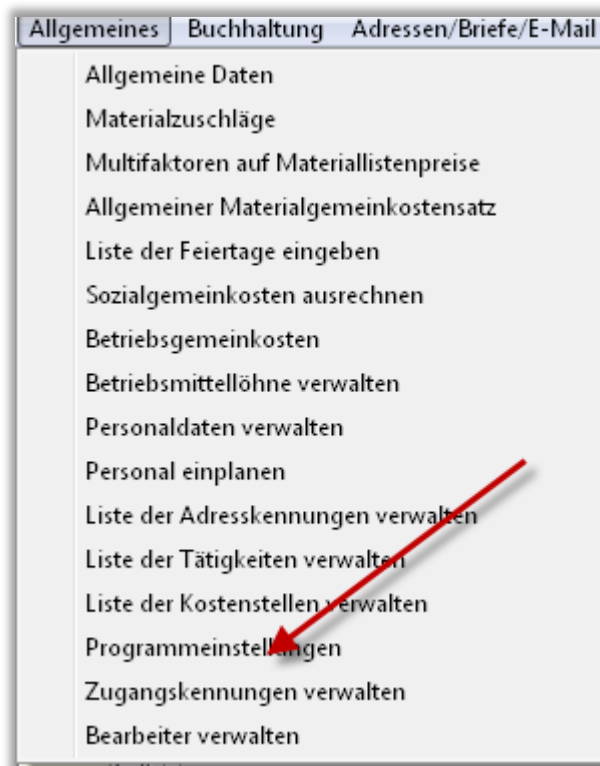 Allgemeines Buchhaltung Adressen/Briefe/E-Mail
Allgemeine Daten
Materialzuschläge
Multifaktoren auf Materiallistenpreise
Allgemeiner Materialgemeinkostensatz
Liste der Feiertage eingeben
Sozialgemeinkosten ausrechnen
Betriebsgemeinkosten
Betriebsmittellöhne verwalten
Personaldaten verwalten
Personal einplanen
Liste der Adresskennungen verwalten
Liste der Tätigkeiten verwalten
Liste der Kostenstellen verwalten
Programmeinstellungen
Zugangskennungen verwalten
Bearbeiter verwalten